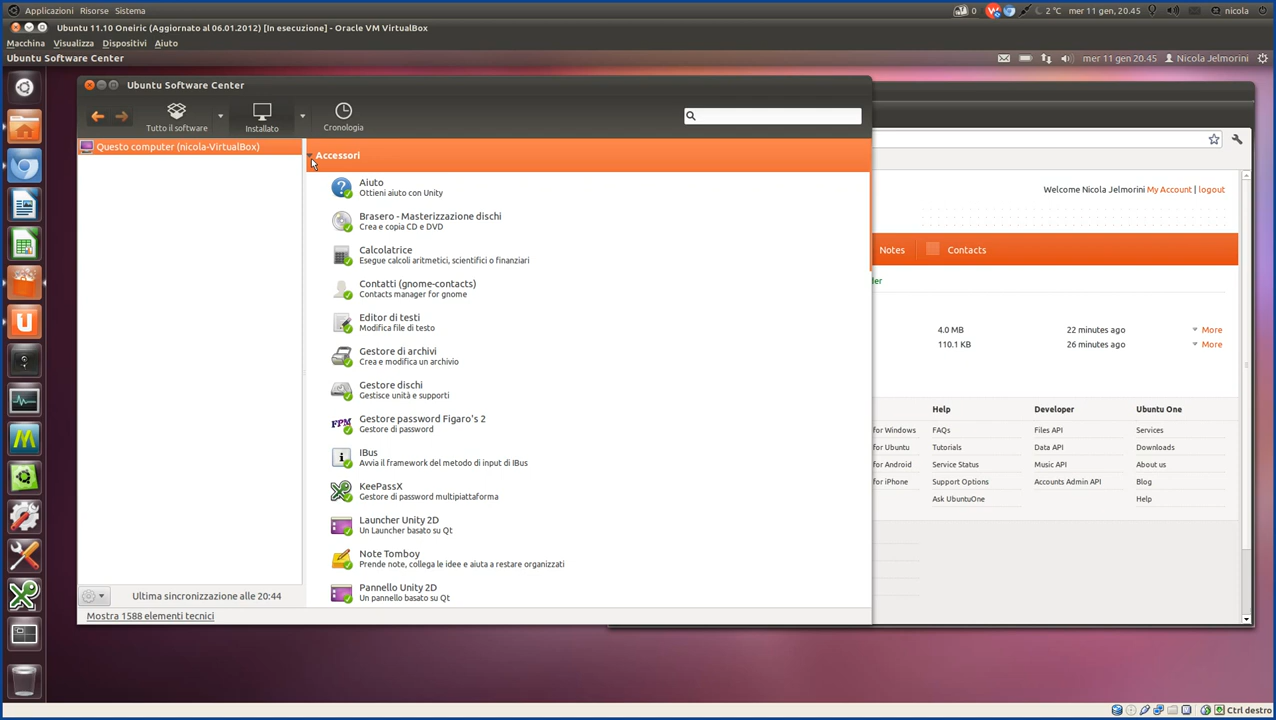 Applicazioni Risorse Sistema
0 2 °C mer 11 gen, 20.45 nicola
Ubuntu 11.10 Oneiric (Aggiornato al 06.01.2012) [In esecuzione] - Oracle VM VirtualBox
Macchina Visualizza Dispositivi Aiuto
Ubuntu Software Center
mer 11 gen 20.45 Nicola Jelmorini
Ubuntu Software Center
Tutto il software Installato Cronologia
Questo computer (nicola-VirtualBox)
Accessori
Aiuto
Ottieni aiuto con Unity
Brasero - Masterizzazione dischi
Crea e copia CD e DVD
Calcolatrice
Esegue calcoli aritmetici, scientifici o finanziari
Contatti (gnome-contacts)
Contacts manager for gnome
Editor di testi
Modifica file di testo
Gestore di archivi
Crea e modifica un archivio
Gestore dischi
Gestisce unità e supporti
FPM
Gestore password Figaro's 2
Gestore di password
IBus
Avvia il framework del metodo di input di IBus
KeePassX
Gestore di password multipiattaforma
Launcher Unity 2D
Un Launcher basato su Qt
Note Tomboy
Prende note, collega le idee e aiuta a restare organizzati
Pannello Unity 2D
Un pannello basato su Qt
Ultima sincronizzazione alle 20:44
Mostra 1588 elementi tecnici
Welcome Nicola Jelmorini My Account | logout
Notes Contacts
der
4.0 MB 22 minutes ago More
110.1 KB 26 minutes ago More
Help Developer Ubuntu One
for Windows FAQs Files API Services
for Ubuntu Tutorials Data API Downloads
for Android Service Status Music API About us
for iPhone Support Options Accounts Admin API Blog
Ask UbuntuOne Help
Ctrl destro